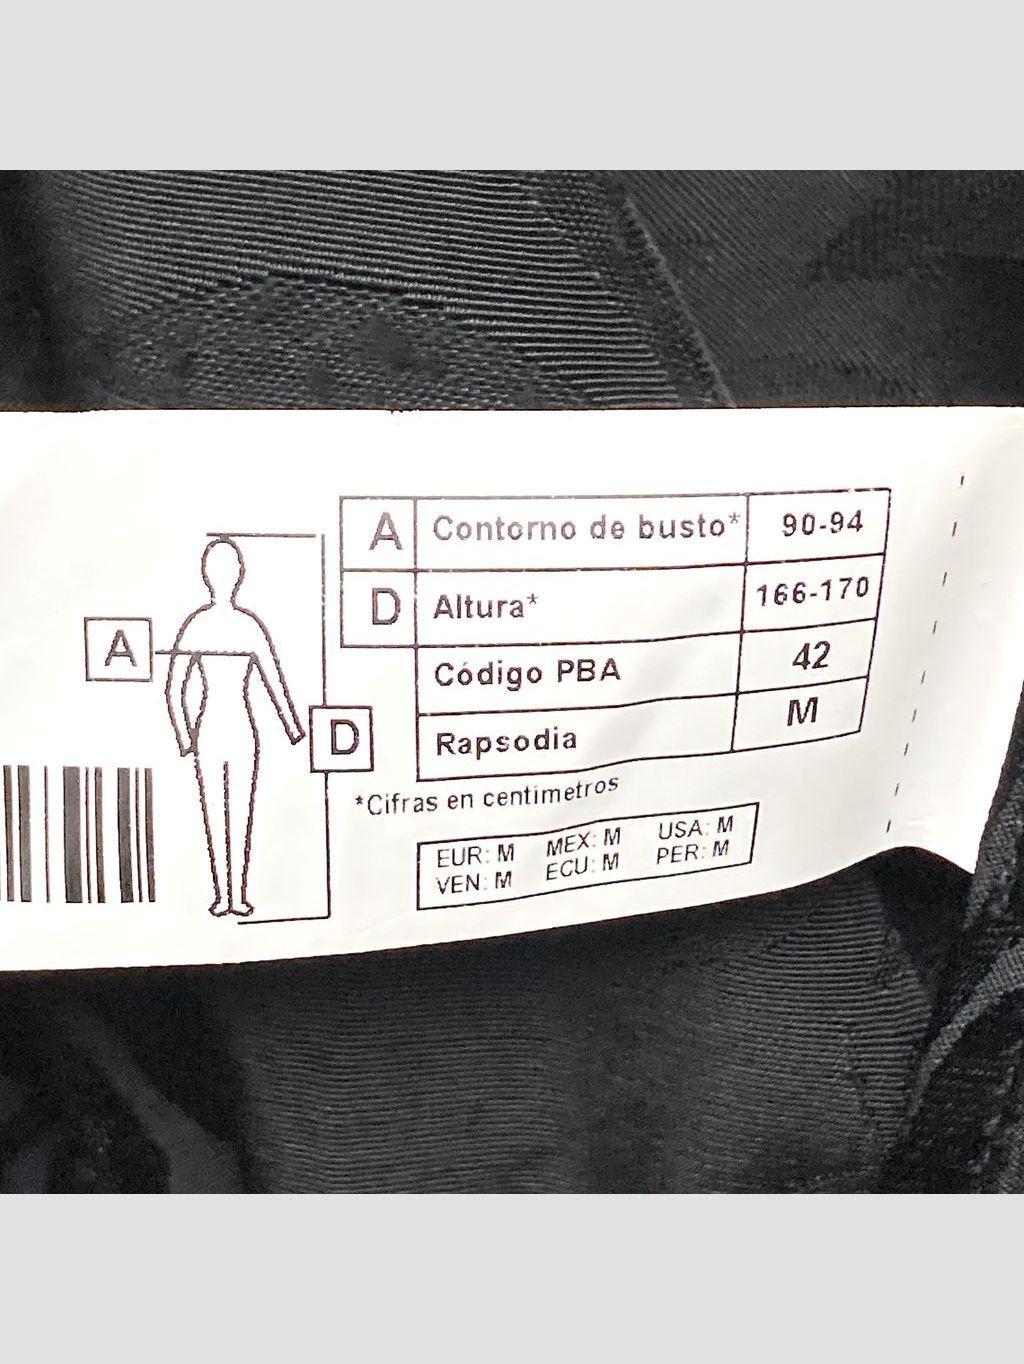 A Contorno de busto* 90-94
D Altura* 166-170
Código PBA 42
Rapsodia M
A
D
*Cifras en centimetros
EUR: M MEX: M USA: M
VEN: M ECU: M PER: M